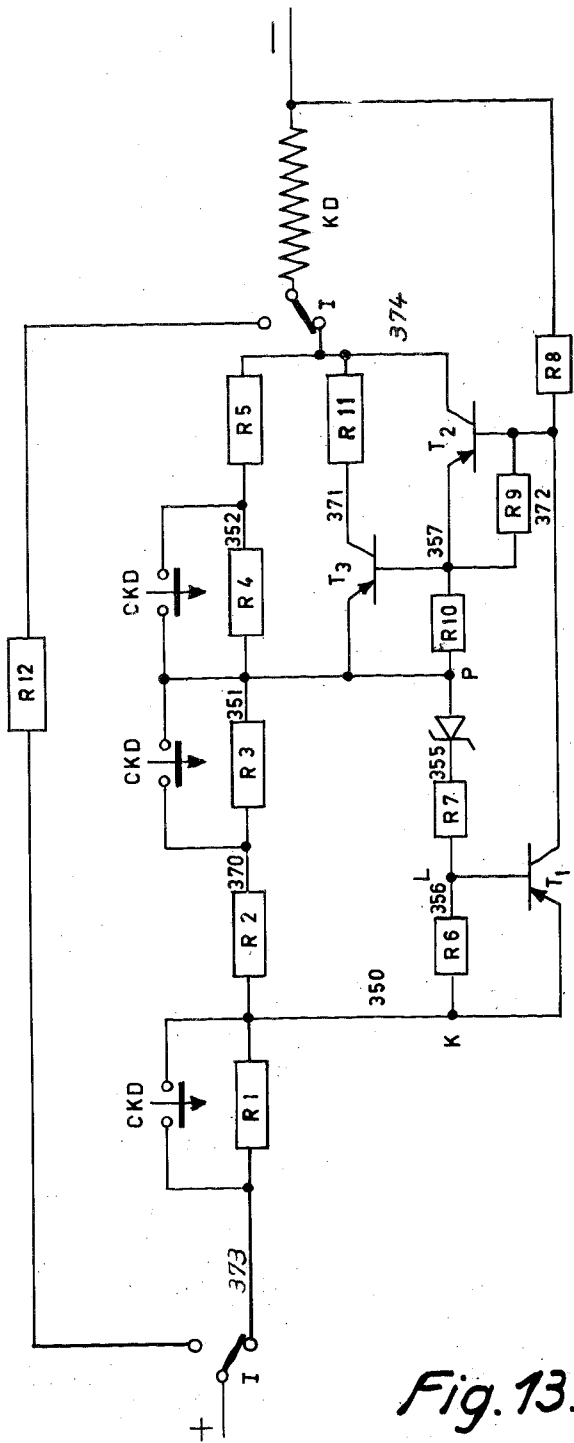 R12
CKD
CKD
CKD
+
I
373
R1
R2
370
R3
351
R4
352
R5
I
KD
−
350
K
R6
356
L
R7
355
P
R10
357
T3
371
R11
374
T2
R9
372
R8
T1
Fig. 13.